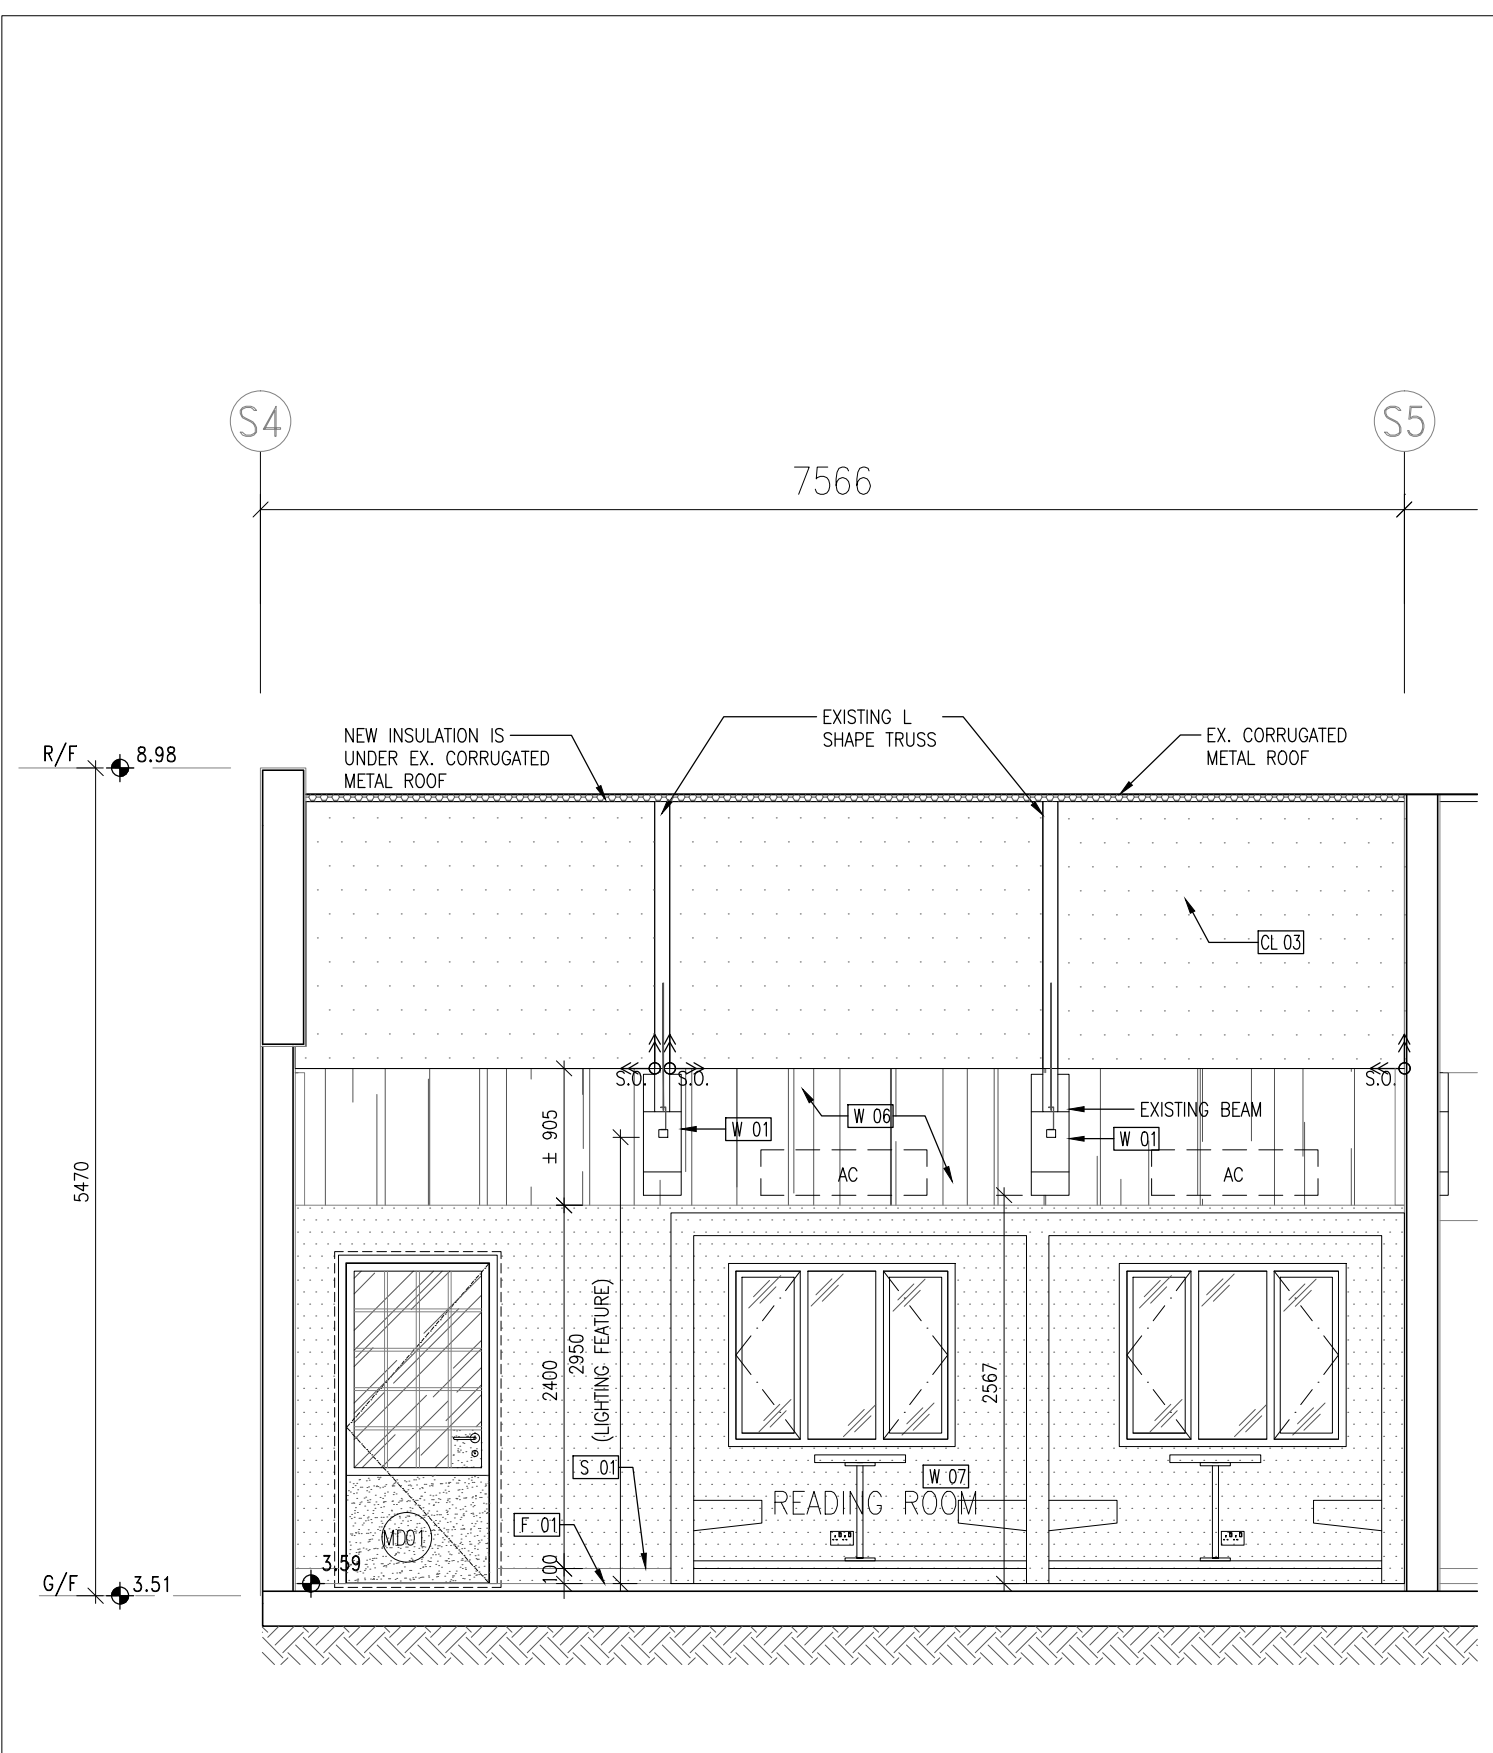 S4
S5
7566
EXISTING L
SHAPE TRUSS
NEW INSULATION IS
UNDER EX. CORRUGATED
METAL ROOF
EX. CORRUGATED
METAL ROOF
R/F
8.98
CL 03
S.O.
S.O.
S.O.
± 905
W 01
W 06
EXISTING BEAM
W 01
AC
AC
5470
2400
2950
(LIGHTING FEATURE)
2567
S 01
W 07
READING ROOM
F 01
MD01
100
3.59
G/F
3.51